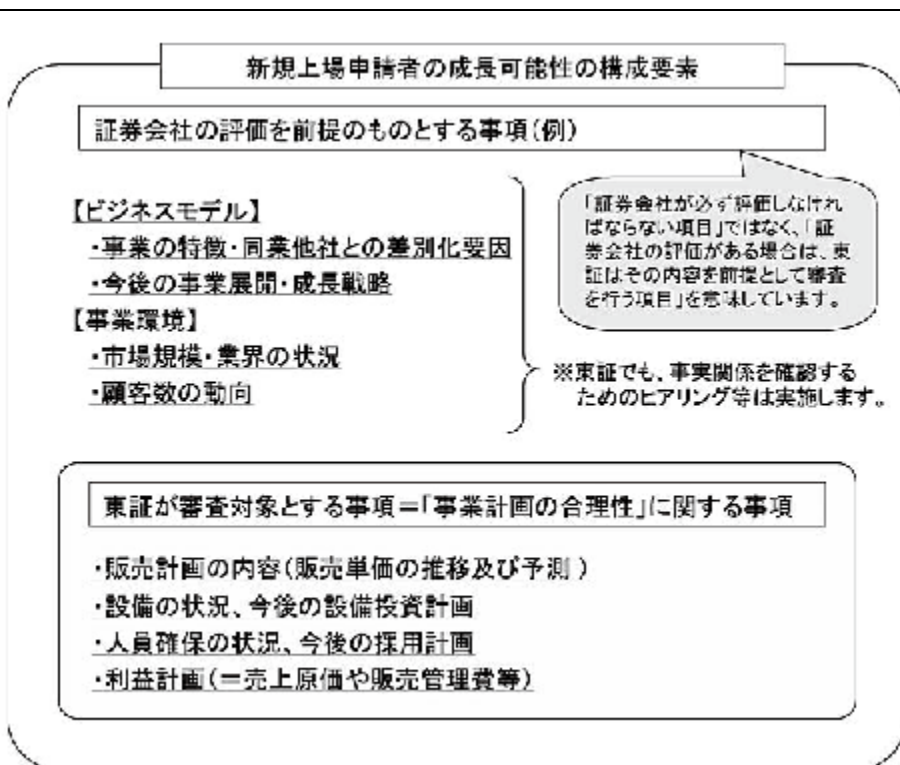 新規上場申請者の成長可能性の構成要素
証券会社の評価を前提のものとする事項(例)
【ビジネスモデル】
・事業の特徴・同業他社との差別化要因
・今後の事業展開・成長戦略
【事業環境】
・市場規模・業界の状況
・顧客数の動向
「証券会社が必ず評価しなけれ
ばならない項目」ではなく、「証
券会社の評価がある場合は、東
証はその内容を前提として審査
を行う項目」を意味しています。
※東証でも、事実関係を確認する
ためのヒアリング等は実施します。
東証が審査対象とする事項=「事業計画の合理性」に関する事項
・販売計画の内容(販売単価の推移及び予測)
・設備の状況、今後の設備投資計画
・人員確保の状況、今後の採用計画
・利益計画(=売上原価や販売管理費等)